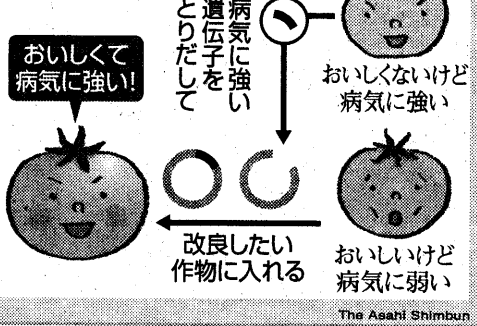 病気に強い
遺伝子を
とりだして
おいしくて
病気に強い!
おいしくないけど
病気に強い
改良したい
作物に入れる
おいしいけど
病気に弱い
The Asahi Shimbun